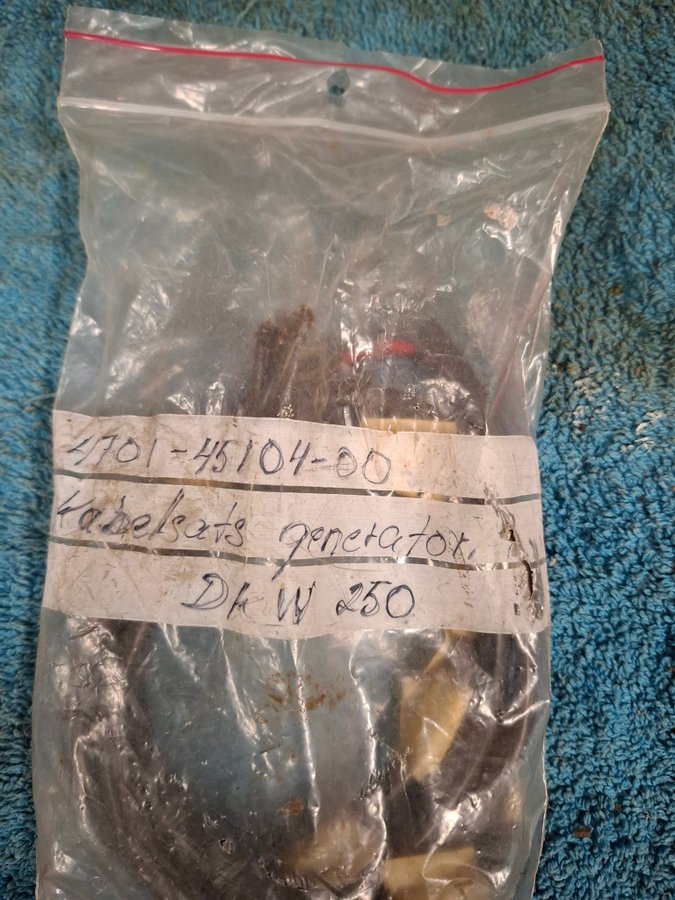 4701-45104-00
Kabelsats generator.
DKW 250